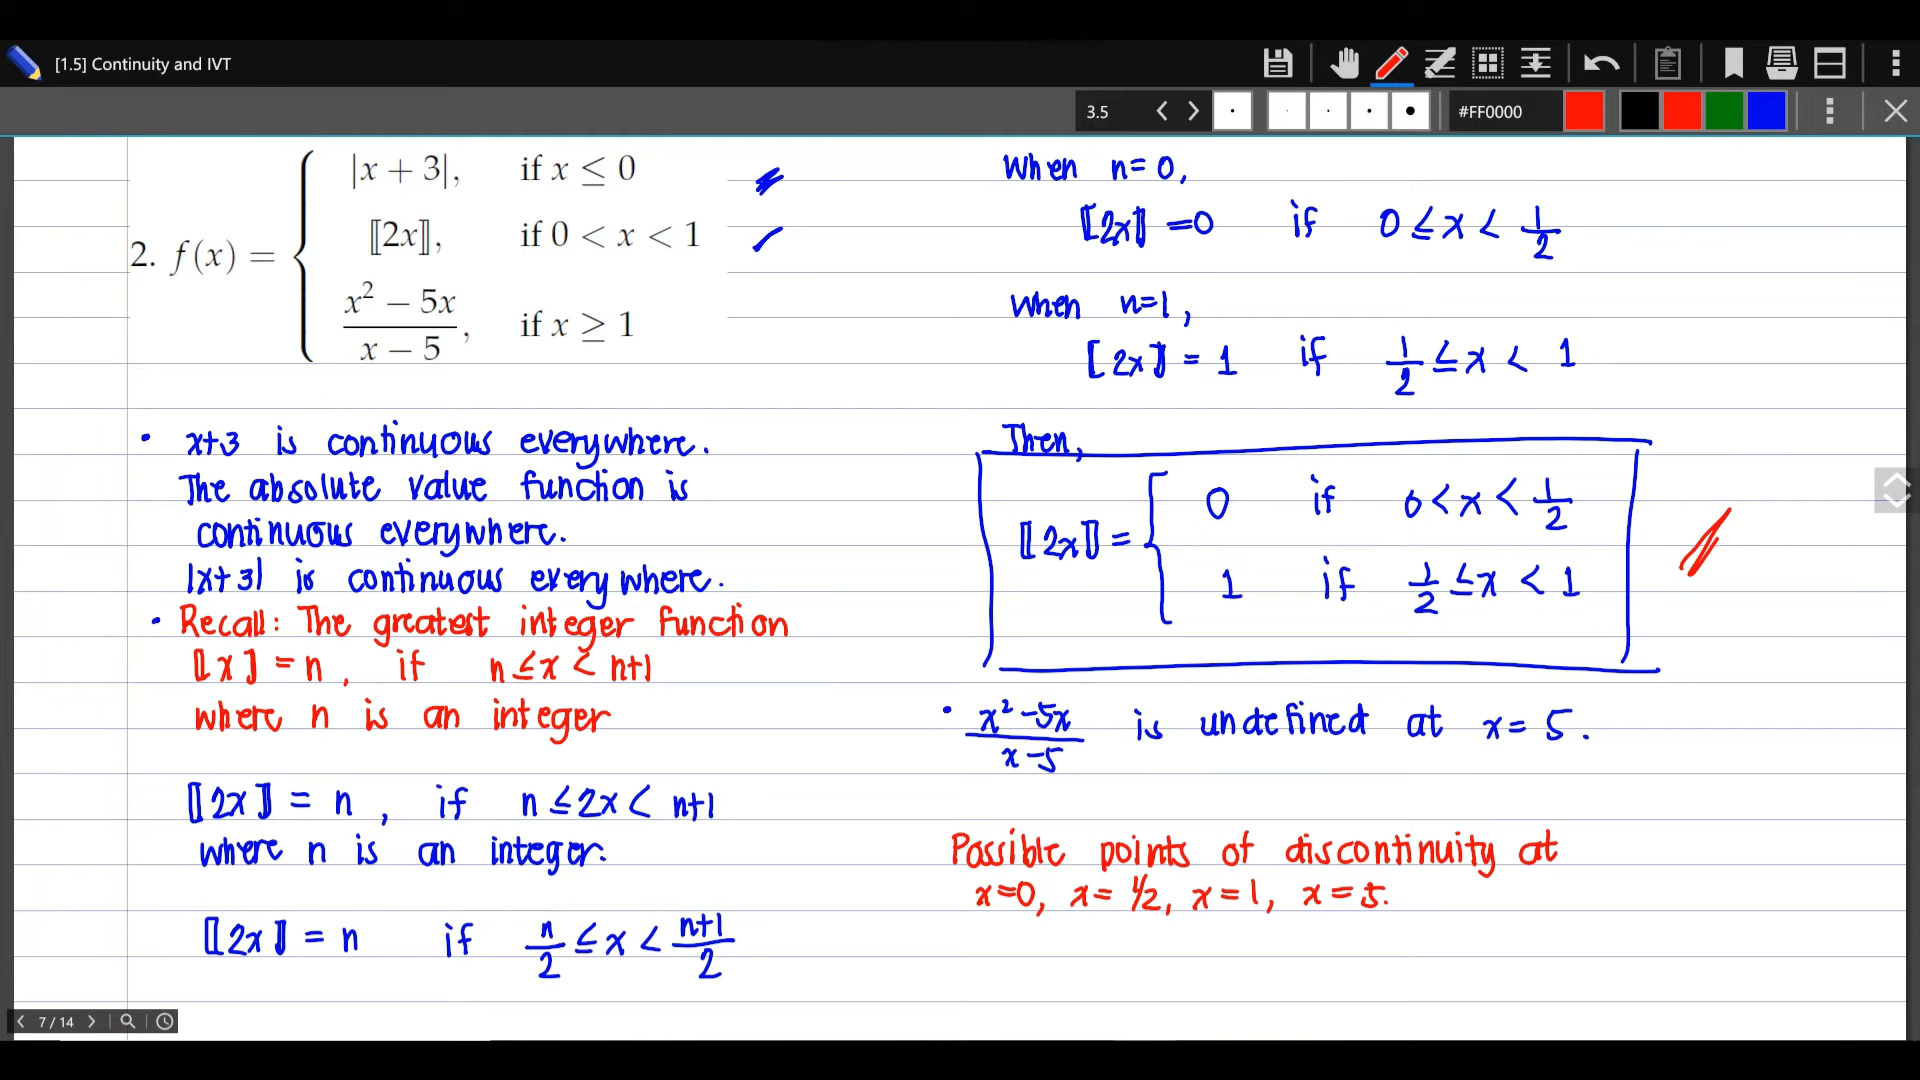 [1.5] Continuity and IVT
3.5
#FF0000
2. f(x) = { |x + 3|, if x ≤ 0
⟦2x⟧, if 0 < x < 1
(x² − 5x)/(x − 5), if x ≥ 1
• x+3 is continuous everywhere.
The absolute value function is
continuous everywhere.
|x+3| is continuous everywhere.
• Recall: The greatest integer function
⟦x⟧ = n, if n ≤ x < n+1
where n is an integer
⟦2x⟧ = n, if n ≤ 2x < n+1
where n is an integer.
⟦2x⟧ = n if n/2 ≤ x < (n+1)/2
When n=0,
⟦2x⟧ = 0 if 0 ≤ x < 1/2
When n=1,
⟦2x⟧ = 1 if 1/2 ≤ x < 1
Then,
⟦2x⟧ = { 0 if 0 < x < 1/2
1 if 1/2 ≤ x < 1
• (x² − 5x)/(x − 5) is undefined at x = 5.
Possible points of discontinuity at
x=0, x= 1/2, x=1, x=5.
7 / 14